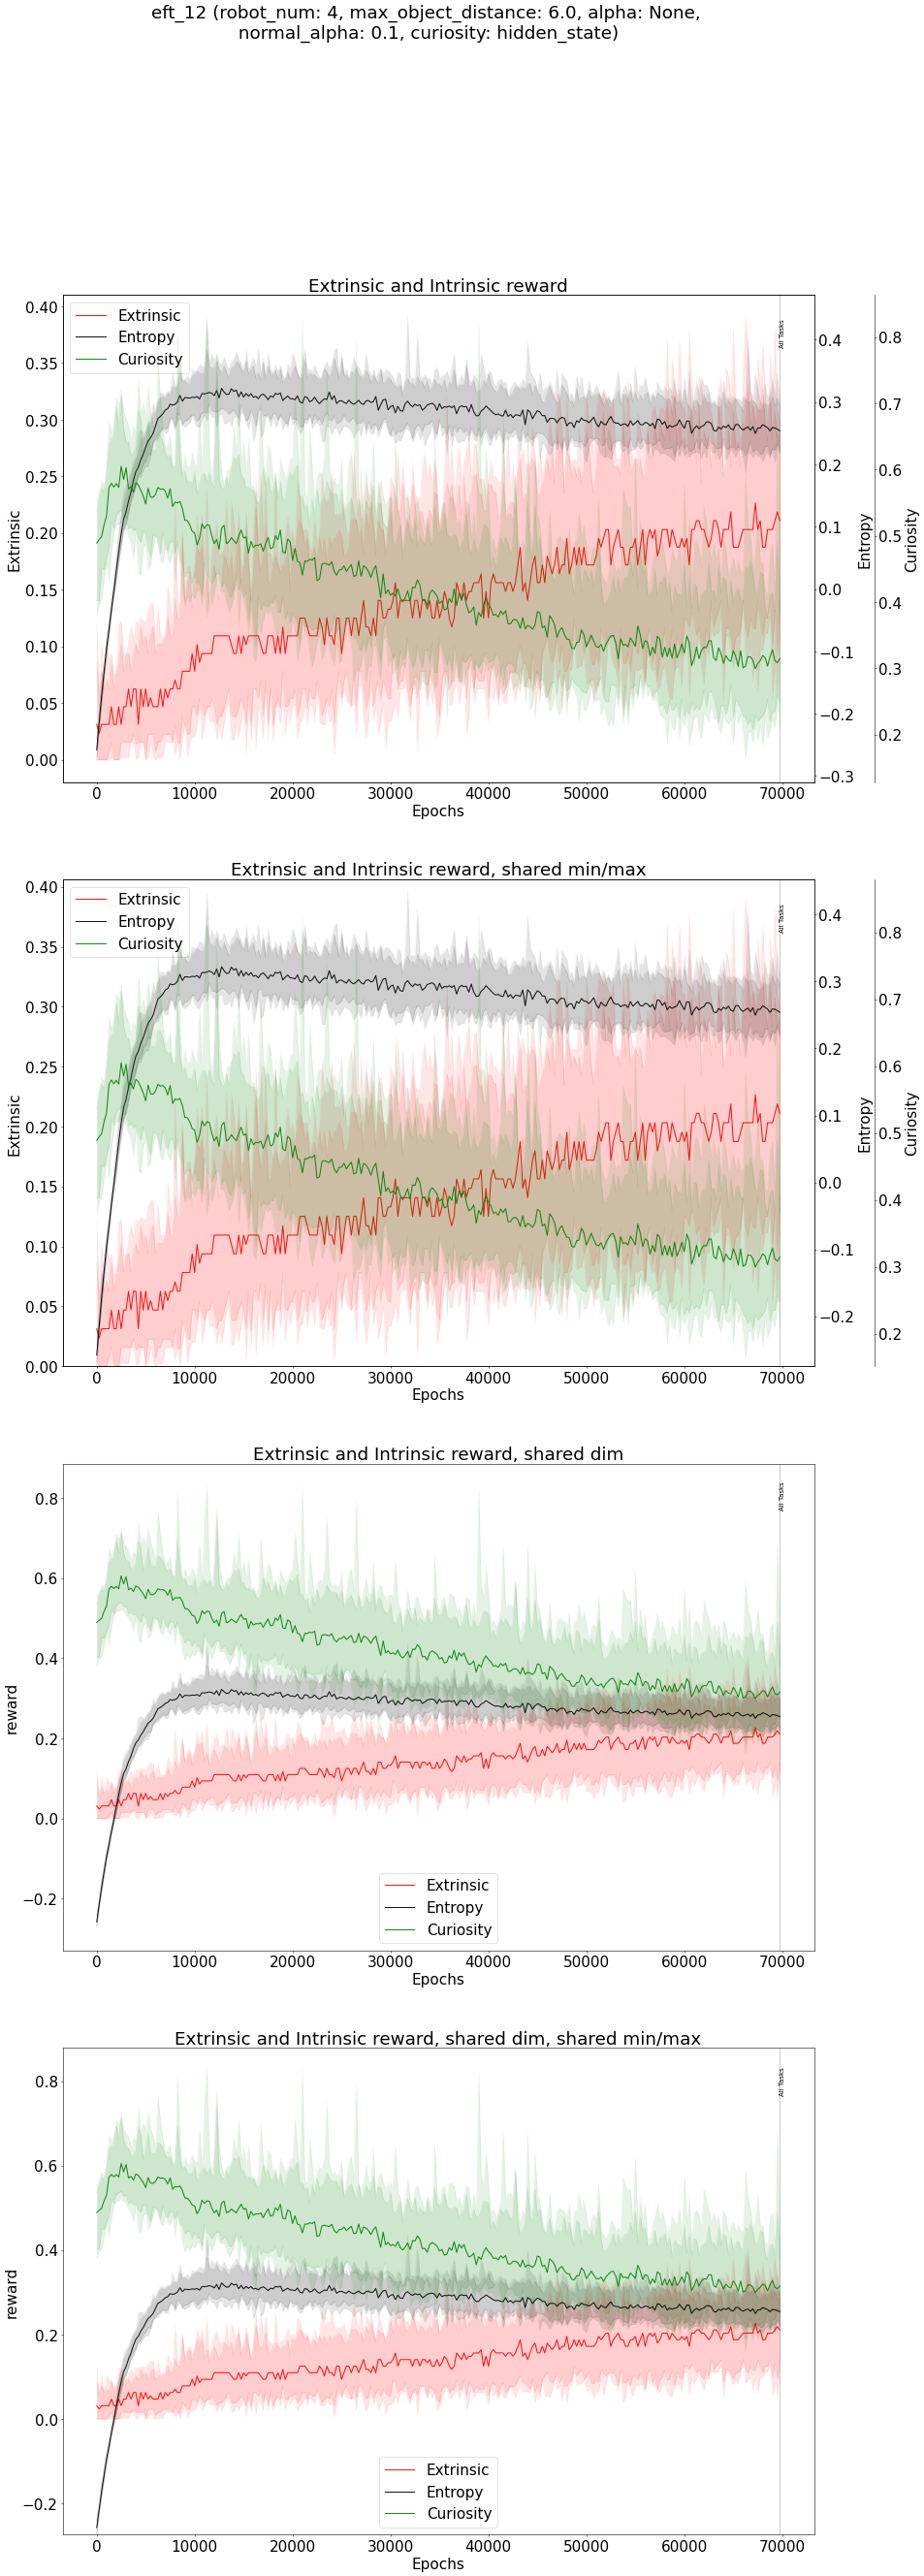 eft_12 (robot_num: 4, max_object_distance: 6.0, alpha: None,
normal_alpha: 0.1, curiosity: hidden_state)
Extrinsic and Intrinsic reward
Extrinsic
Entropy
Curiosity
All Tasks
0.40
0.35
0.30
0.25
0.20
0.15
0.10
0.05
0.00
Extrinsic
0.4
0.3
0.2
0.1
0.0
−0.1
−0.2
−0.3
Entropy
0.8
0.7
0.6
0.5
0.4
0.3
0.2
Curiosity
0 10000 20000 30000 40000 50000 60000 70000
Epochs
Extrinsic and Intrinsic reward, shared min/max
Extrinsic
Entropy
Curiosity
All Tasks
0.40
0.35
0.30
0.25
0.20
0.15
0.10
0.05
0.00
Extrinsic
0.4
0.3
0.2
0.1
0.0
−0.1
−0.2
Entropy
0.8
0.7
0.6
0.5
0.4
0.3
0.2
Curiosity
0 10000 20000 30000 40000 50000 60000 70000
Epochs
Extrinsic and Intrinsic reward, shared dim
All Tasks
0.8
0.6
0.4
0.2
0.0
−0.2
reward
Extrinsic
Entropy
Curiosity
0 10000 20000 30000 40000 50000 60000 70000
Epochs
Extrinsic and Intrinsic reward, shared dim, shared min/max
All Tasks
0.8
0.6
0.4
0.2
0.0
−0.2
reward
Extrinsic
Entropy
Curiosity
0 10000 20000 30000 40000 50000 60000 70000
Epochs